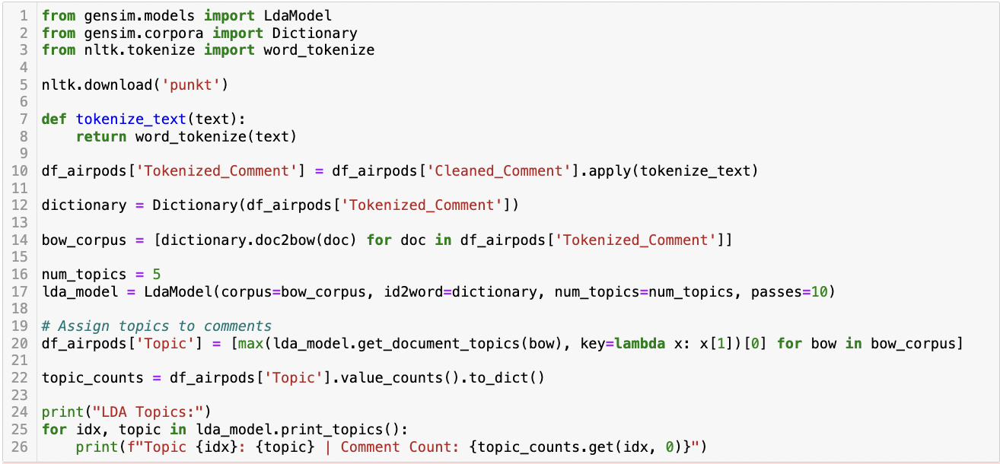 1 from gensim.models import LdaModel
2 from gensim.corpora import Dictionary
3 from nltk.tokenize import word_tokenize
4
5 nltk.download('punkt')
6
7 def tokenize_text(text):
8     return word_tokenize(text)
9
10 df_airpods['Tokenized_Comment'] = df_airpods['Cleaned_Comment'].apply(tokenize_text)
11
12 dictionary = Dictionary(df_airpods['Tokenized_Comment'])
13
14 bow_corpus = [dictionary.doc2bow(doc) for doc in df_airpods['Tokenized_Comment']]
15
16 num_topics = 5
17 lda_model = LdaModel(corpus=bow_corpus, id2word=dictionary, num_topics=num_topics, passes=10)
18
19 # Assign topics to comments
20 df_airpods['Topic'] = [max(lda_model.get_document_topics(bow), key=lambda x: x[1])[0] for bow in bow_corpus]
21
22 topic_counts = df_airpods['Topic'].value_counts().to_dict()
23
24 print("LDA Topics:")
25 for idx, topic in lda_model.print_topics():
26     print(f"Topic {idx}: {topic} | Comment Count: {topic_counts.get(idx, 0)}")